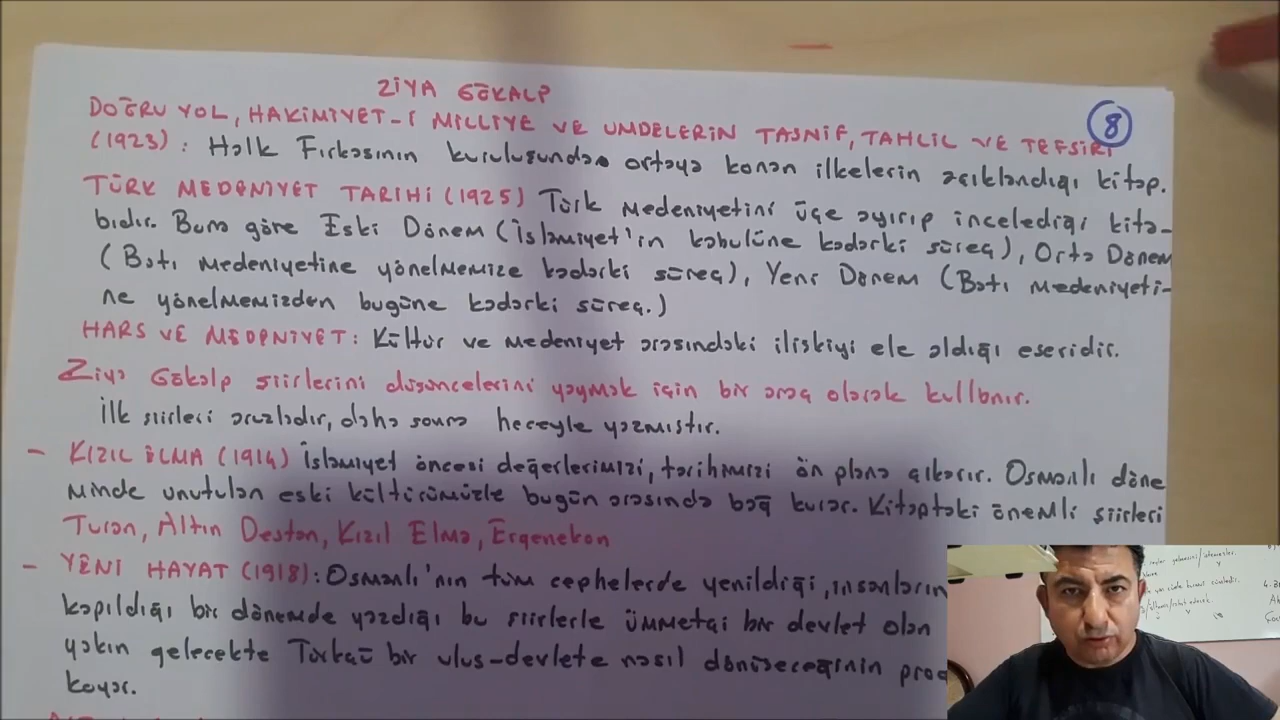 ZİYA GÖKALP
8
DOĞRU YOL, HAKİMİYET-İ MİLLİYE VE UMDELERİN TASNİF, TAHLİL VE TEFSİRİ
(1923): Halk Fırkasının kuruluşunda ortaya konan ilkelerin açıklandığı kitap.
TÜRK MEDENİYET TARİHİ (1925) Türk medeniyetini üçe ayırıp incelediği kita-
bıdır. Buna göre Eski Dönem (İslamiyet'in kabulüne kadarki süreç), Orta Dönem
(Batı medeniyetine yönelmemize kadarki süreç), Yeni Dönem (Batı medeniyeti-
ne yönelmemizden bugüne kadarki süreç.)
HARS VE MEDENİYET: Kültür ve medeniyet arasındaki ilişkiyi ele aldığı eseridir.
Ziya Gökalp şiirlerini düşüncelerini yaymak için bir araç olarak kullanır.
İlk şiirleri aruzladır, daha sonra heceyle yazmıştır.
- KIZIL ELMA (1914) İslamiyet öncesi değerlerimizi, tarihimizi ön plana çıkarır. Osmanlı döne
minde unutulan eski kültürümüzle bugün arasında bağ kurar. Kitaptaki önemli şiirleri
Turan, Altın Destan, Kızıl Elma, Ergenekon
- YENİ HAYAT (1918): Osmanlı'nın tüm cephelerde yenildiği, insanların
kapıldığı bir dönemde yazdığı bu şiirlerle ümmetçi bir devlet olan
yakın gelecekte Türkçü bir ulus-devlete nasıl dönüşeceğinin prog
koyar.